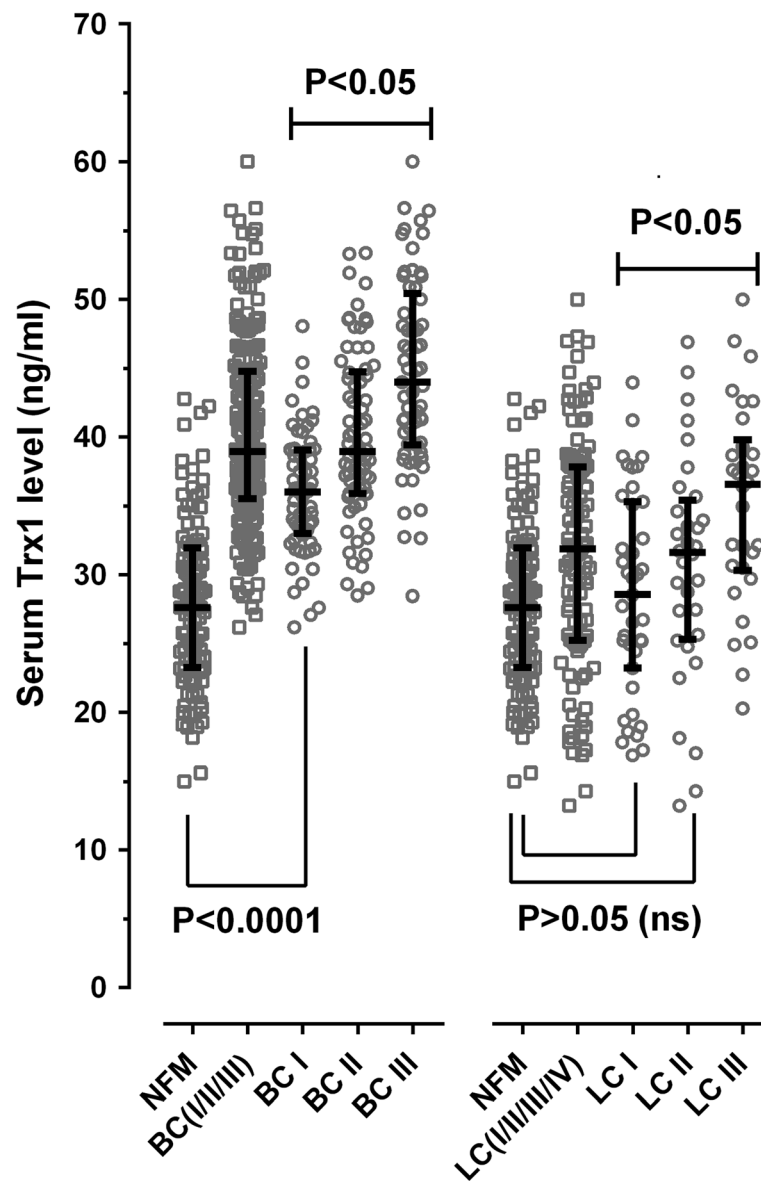 70
60
50
40
30
20
10
0
Serum Trx1 level (ng/ml)
P<0.05
P<0.05
P<0.0001
P>0.05 (ns)
NFM
BC(I/II/III)
BC I
BC II
BC III
NFM
LC(I/II/III/IV)
LC I
LC II
LC III